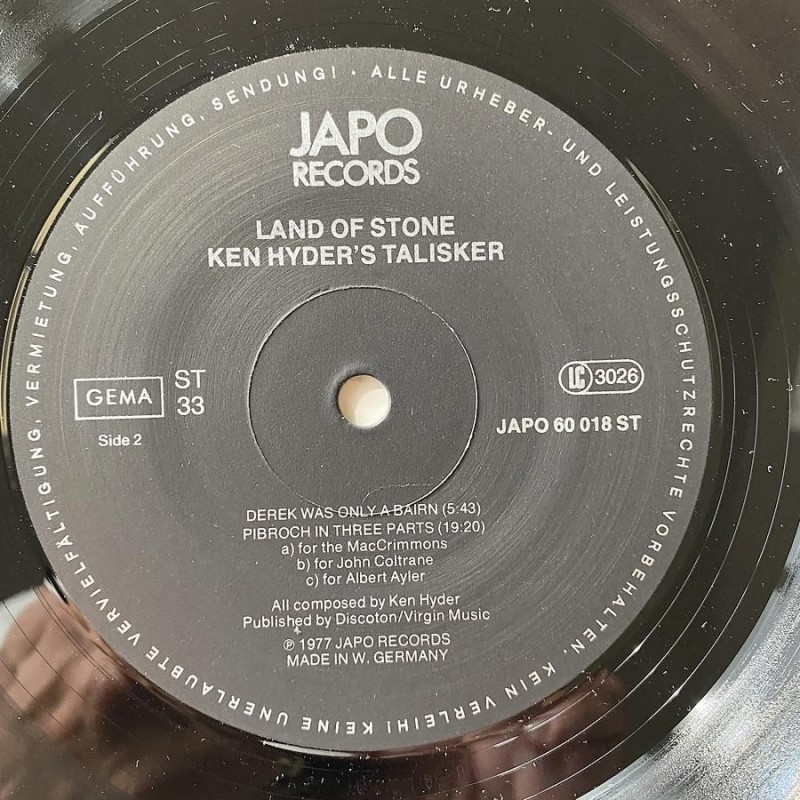 ALLE URHEBER- UND LEISTUNGSSCHUTZRECHTE VORBEHALTEN. KEIN VERLEIH! KEINE UNERLAUBTE VERVIELFÄLTIGUNG, VERMIETUNG, AUFFÜHRUNG, SENDUNG! ·
JAPO
RECORDS
LAND OF STONE
KEN HYDER'S TALISKER
GEMA
ST
33
Side 2
LC 3026
JAPO 60 018 ST
DEREK WAS ONLY A BAIRN (5:43)
PIBROCH IN THREE PARTS (19:20)
a) for the MacCrimmons
b) for John Coltrane
c) for Albert Ayler
All composed by Ken Hyder
Published by Discoton/Virgin Music
℗ 1977 JAPO RECORDS
MADE IN W. GERMANY